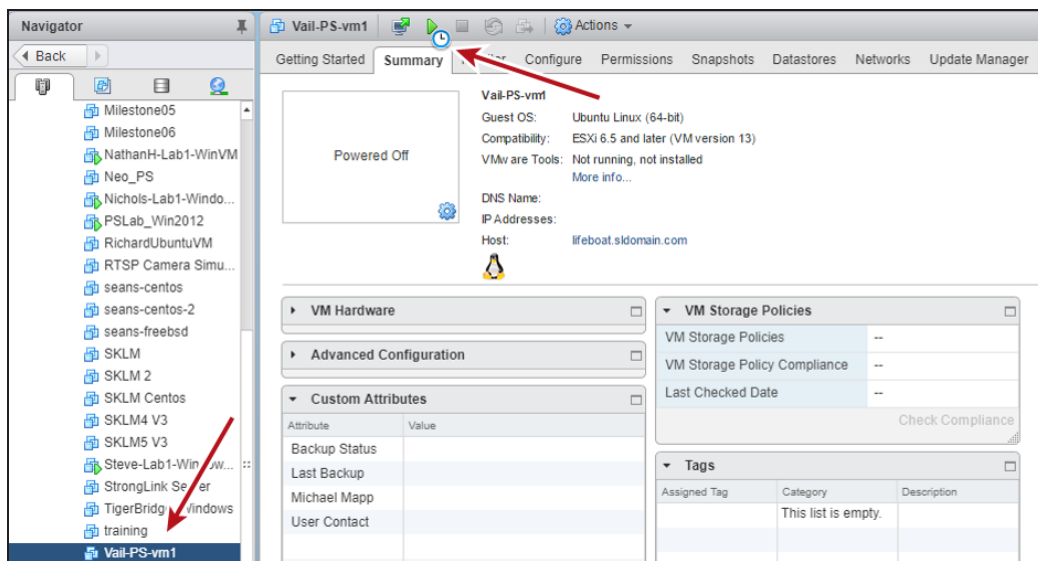 Navigator
Back
Milestone05
Milestone06
NathanH-Lab1-WinVM
Neo_PS
Nichols-Lab1-Windo...
PSLab_Win2012
RichardUbuntuVM
RTSP Camera Simu...
seans-centos
seans-centos-2
seans-freebsd
SKLM
SKLM 2
SKLM Centos
SKLM4 V3
SKLM5 V3
Steve-Lab1-Win
StrongLink
training
Vail-PS-vm1
Vail-PS-vm1 Actions
Getting Started Summary Configure Permissions Snapshots Datastores Networks Update Manager
Powered Off
Vail-PS-vm1
Guest OS: Ubuntu Linux (64-bit)
Compatibility: ESXi 6.5 and later (VM version 13)
VMware Tools: Not running, not installed
More info...
DNS Name:
IP Addresses:
Host: lifeboat.sldomain.com
VM Hardware
Advanced Configuration
Custom Attributes
Attribute Value
Backup Status
Last Backup
Michael Mapp
User Contact
VM Storage Policies
VM Storage Policies --
VM Storage Policy Compliance --
Last Checked Date --
Check Compliance
Tags
Assigned Tag Category Description
This list is empty.